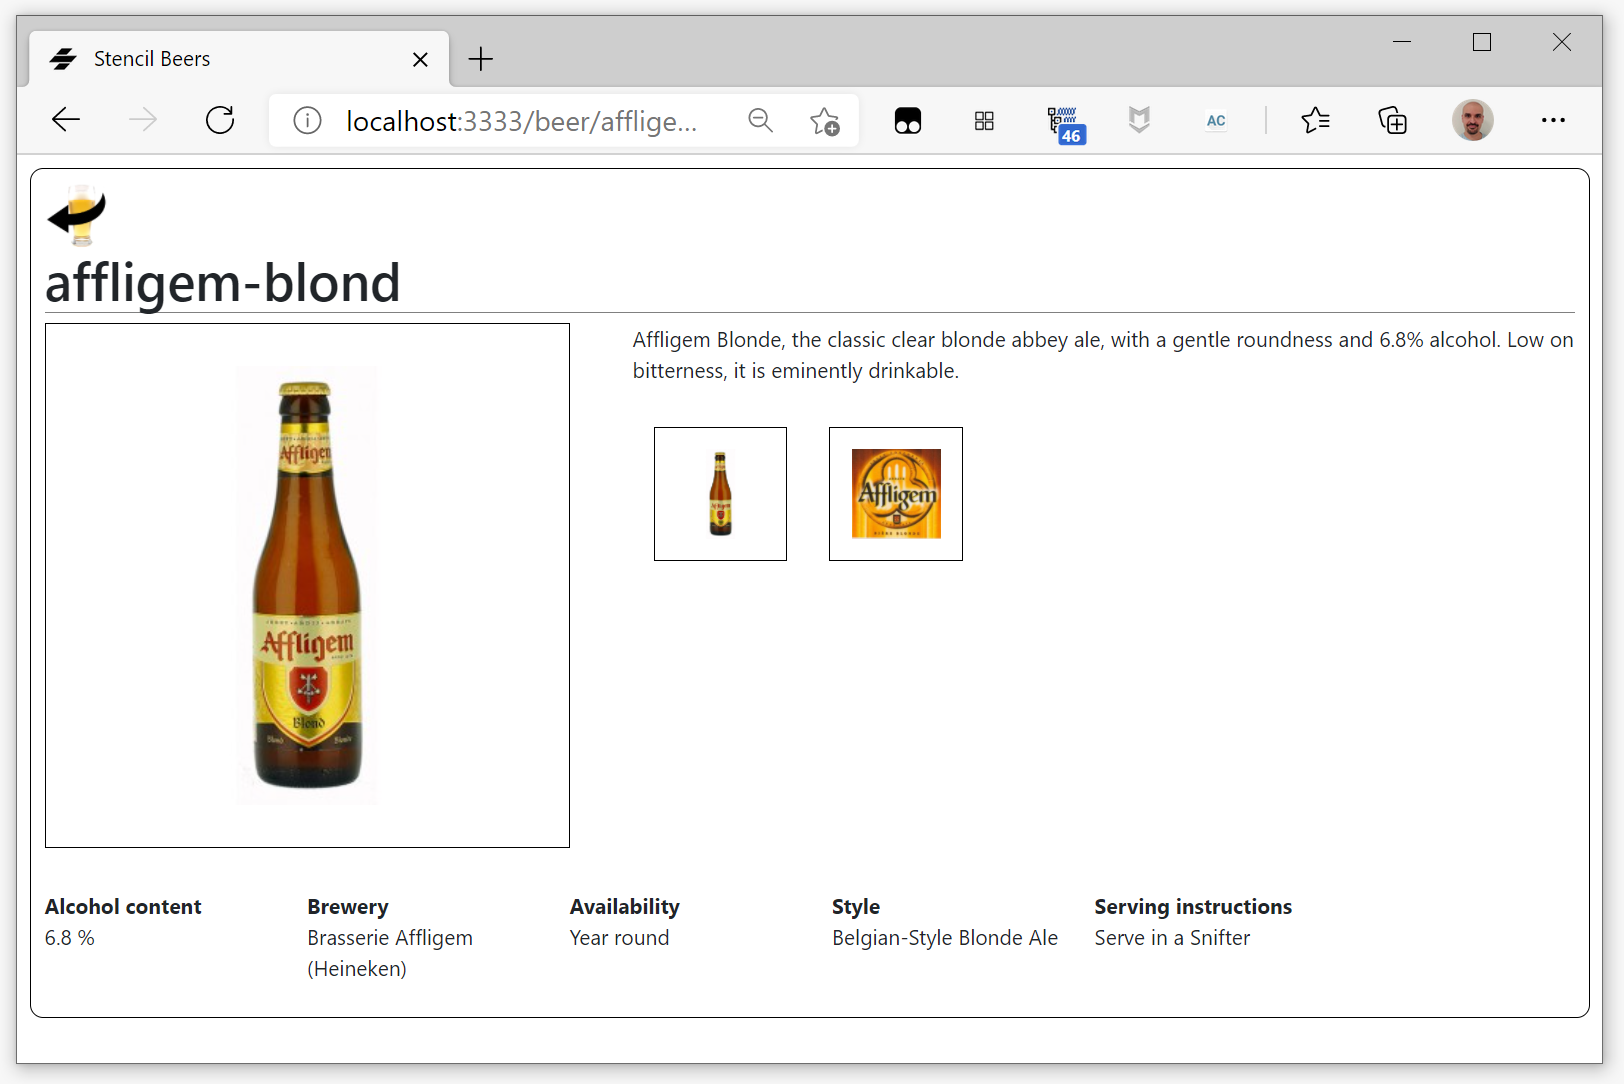 Stencil Beers
localhost:3333/beer/afflige...
46
AC
affligem-blond
Affligem Blonde, the classic clear blonde abbey ale, with a gentle roundness and 6.8% alcohol. Low on
bitterness, it is eminently drinkable.
Affligem
Affligem
Affligem
Blond
Alcohol content
6.8 %
Brewery
Brasserie Affligem
(Heineken)
Availability
Year round
Style
Belgian-Style Blonde Ale
Serving instructions
Serve in a Snifter